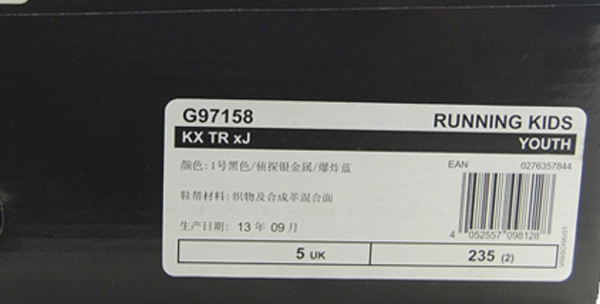 G97158 RUNNING KIDS
KX TR xJ YOUTH
颜色:1号黑色/侦探银金属/爆炸蓝
EAN 0276357844
鞋帮材料: 织物及合成革混合面
生产日期: 13 年 09 月
4 052557 098128
5 UK 235 (2)